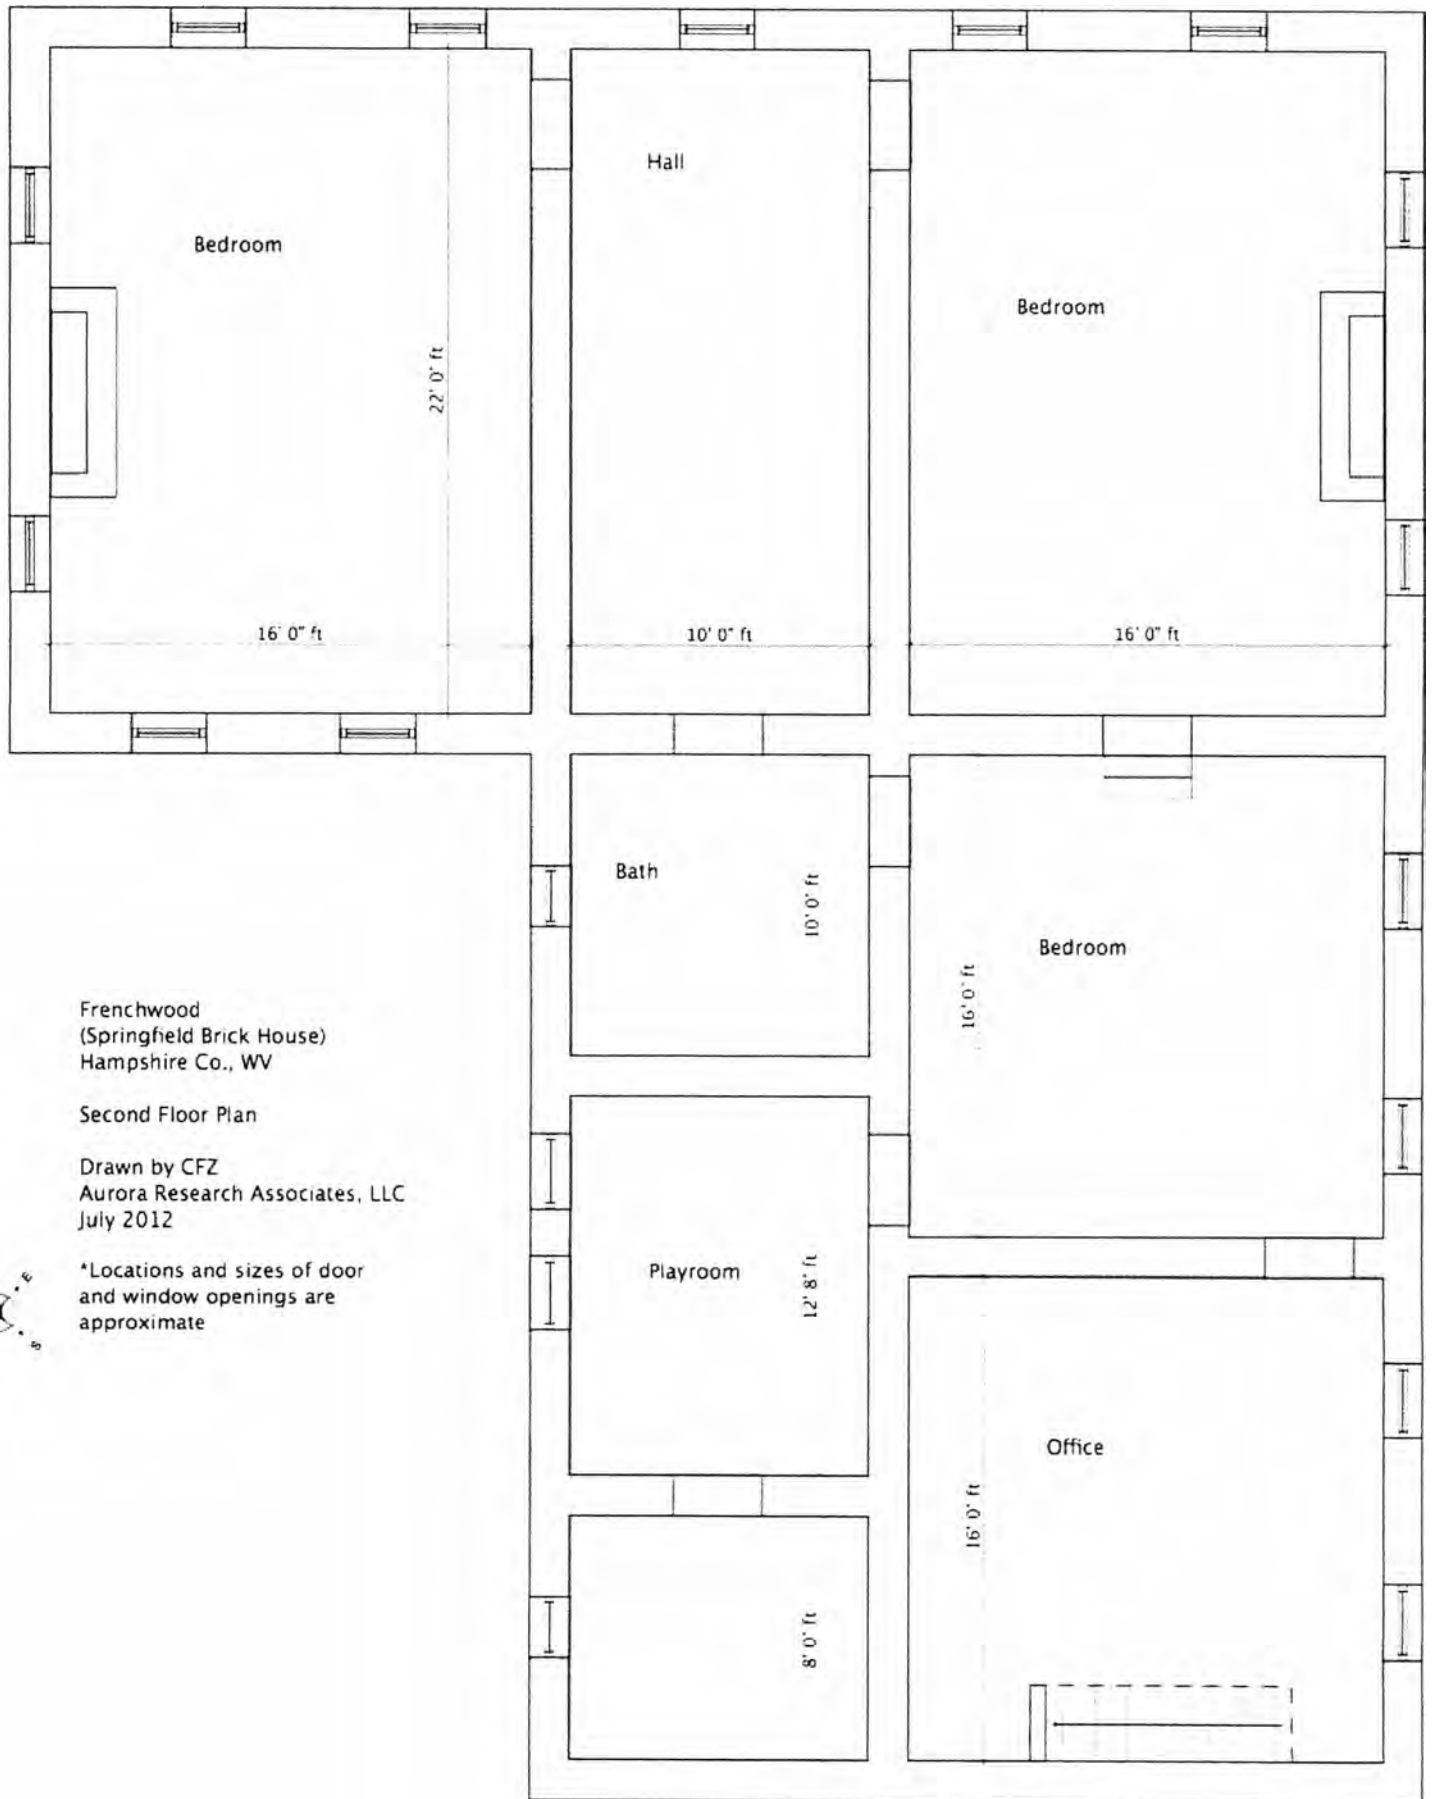 Hall
Bedroom
Bedroom
22' 0" ft
16' 0" ft
10' 0" ft
16' 0" ft
Bath
10' 0" ft
Bedroom
16' 0" ft
Frenchwood
(Springfield Brick House)
Hampshire Co., WV
Second Floor Plan
Drawn by CFZ
Aurora Research Associates, LLC
July 2012
*Locations and sizes of door
and window openings are
approximate
E
S
Playroom
12' 8" ft
Office
16' 0" ft
8' 0" ft